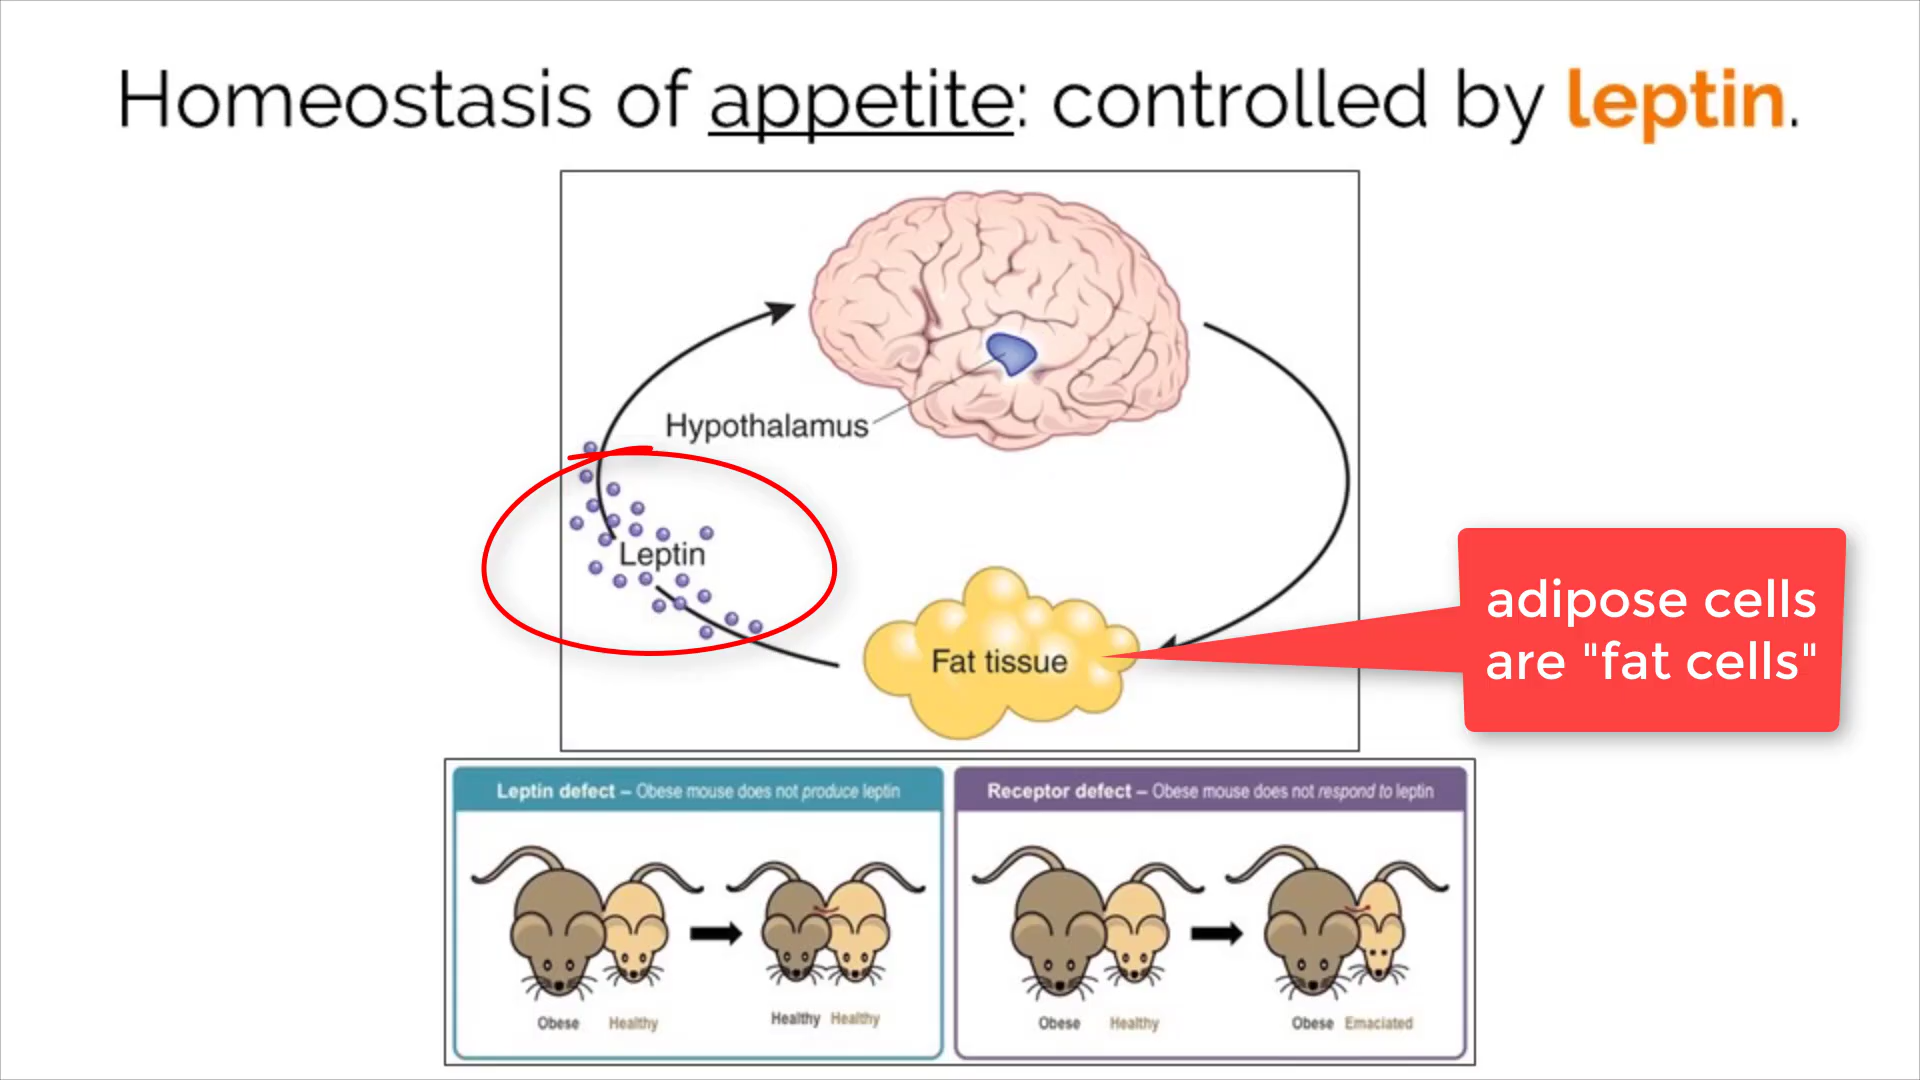 Homeostasis of appetite: controlled by leptin.
Hypothalamus
Leptin
Fat tissue
adipose cells
are "fat cells"
Leptin defect – Obese mouse does not produce leptin
Obese Healthy
Healthy Healthy
Receptor defect – Obese mouse does not respond to leptin
Obese Healthy
Obese Emaciated